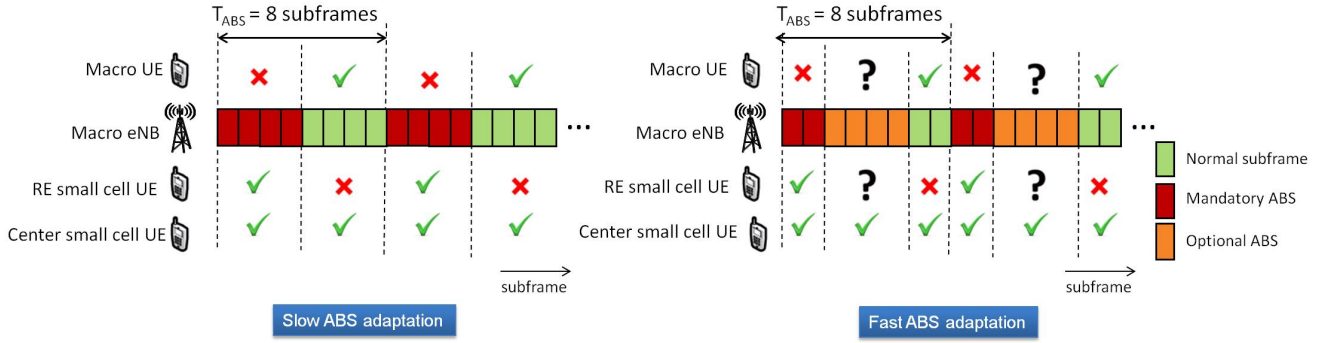 T_ABS = 8 subframes
Macro UE
Macro eNB
...
RE small cell UE
Center small cell UE
subframe
Slow ABS adaptation
T_ABS = 8 subframes
Macro UE
? ?
Macro eNB
...
RE small cell UE
? ?
Center small cell UE
subframe
Fast ABS adaptation
Normal subframe
Mandatory ABS
Optional ABS